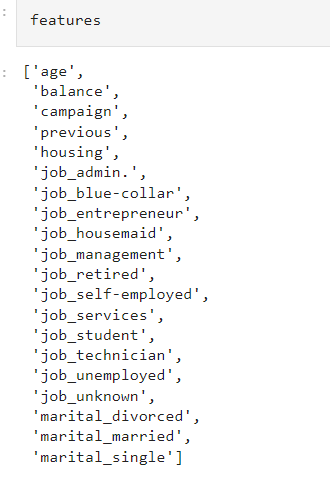 :
features
:
['age',
'balance',
'campaign',
'previous',
'housing',
'job_admin.',
'job_blue-collar',
'job_entrepreneur',
'job_housemaid',
'job_management',
'job_retired',
'job_self-employed',
'job_services',
'job_student',
'job_technician',
'job_unemployed',
'job_unknown',
'marital_divorced',
'marital_married',
'marital_single']